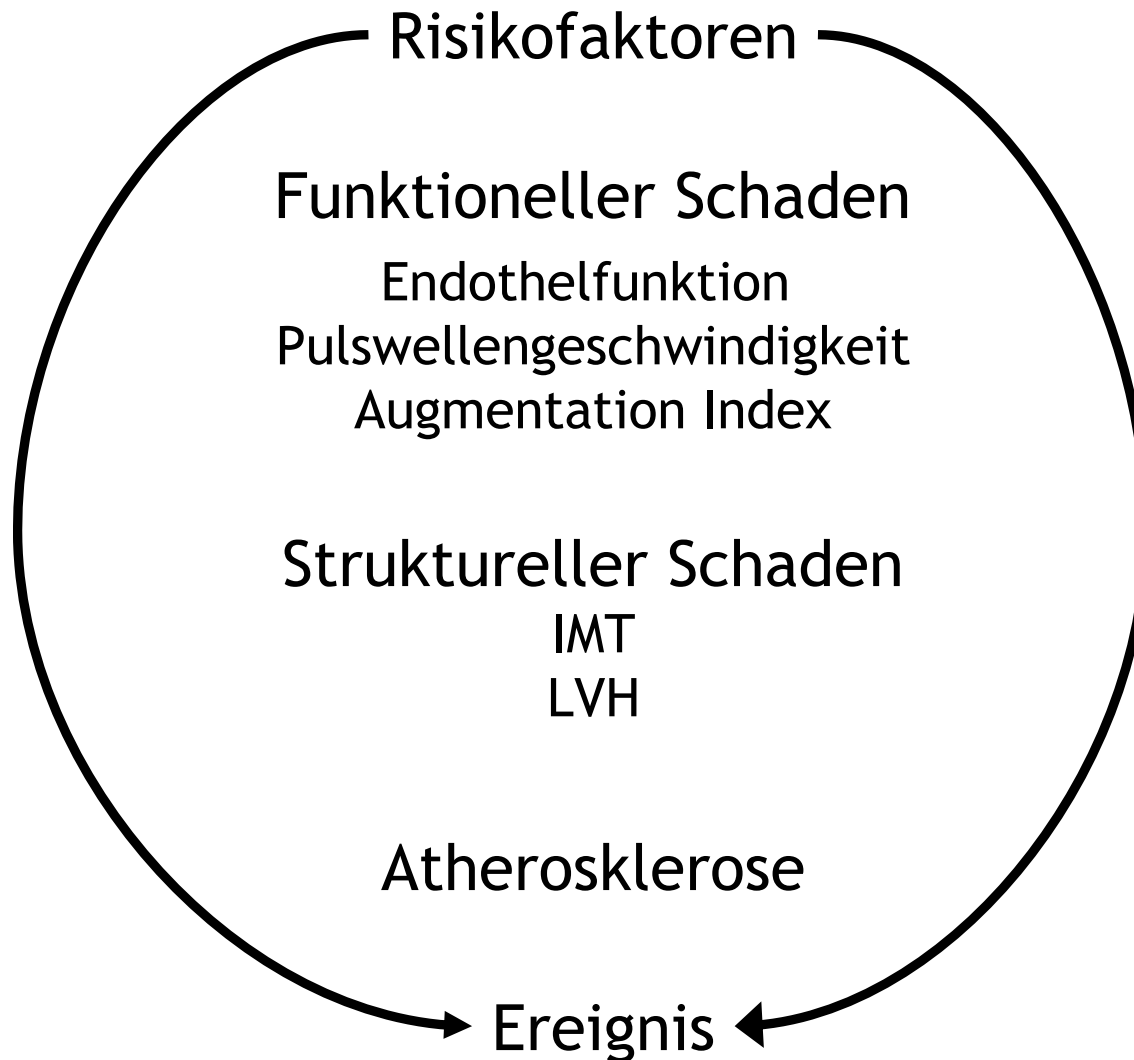 Risikofaktoren
Funktioneller Schaden
Endothelfunktion
Pulswellengeschwindigkeit
Augmentation Index
Struktureller Schaden
IMT
LVH
Atherosklerose
Ereignis